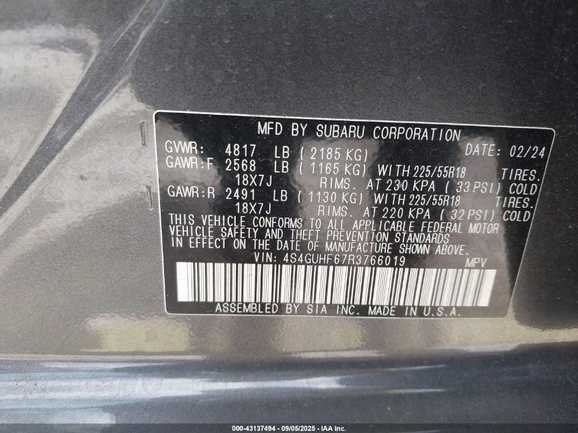 MFD BY SUBARU CORPORATION
GVWR: 4817 LB ( 2185 KG) DATE: 02/24
GAWR:F 2568 LB ( 1165 KG) WITH 225/55R18 TIRES.
18X7J RIMS. AT 230 KPA ( 33 PSI) COLD
GAWR:R 2491 LB ( 1130 KG) WITH 225/55R18 TIRES.
18X7J RIMS. AT 220 KPA ( 32 PSI) COLD
THIS VEHICLE CONFORMS TO ALL APPLICABLE FEDERAL MOTOR
VEHICLE SAFETY AND THEFT PREVENTION STANDARDS
IN EFFECT ON THE DATE OF MANUFACTURE SHOWN ABOVE.
VIN: 4S4GUHF67R3766019 MPV
ASSEMBLED BY SIA INC. MADE IN U.S.A.
000-43137494 - 09/05/2025 - IAA, Inc.